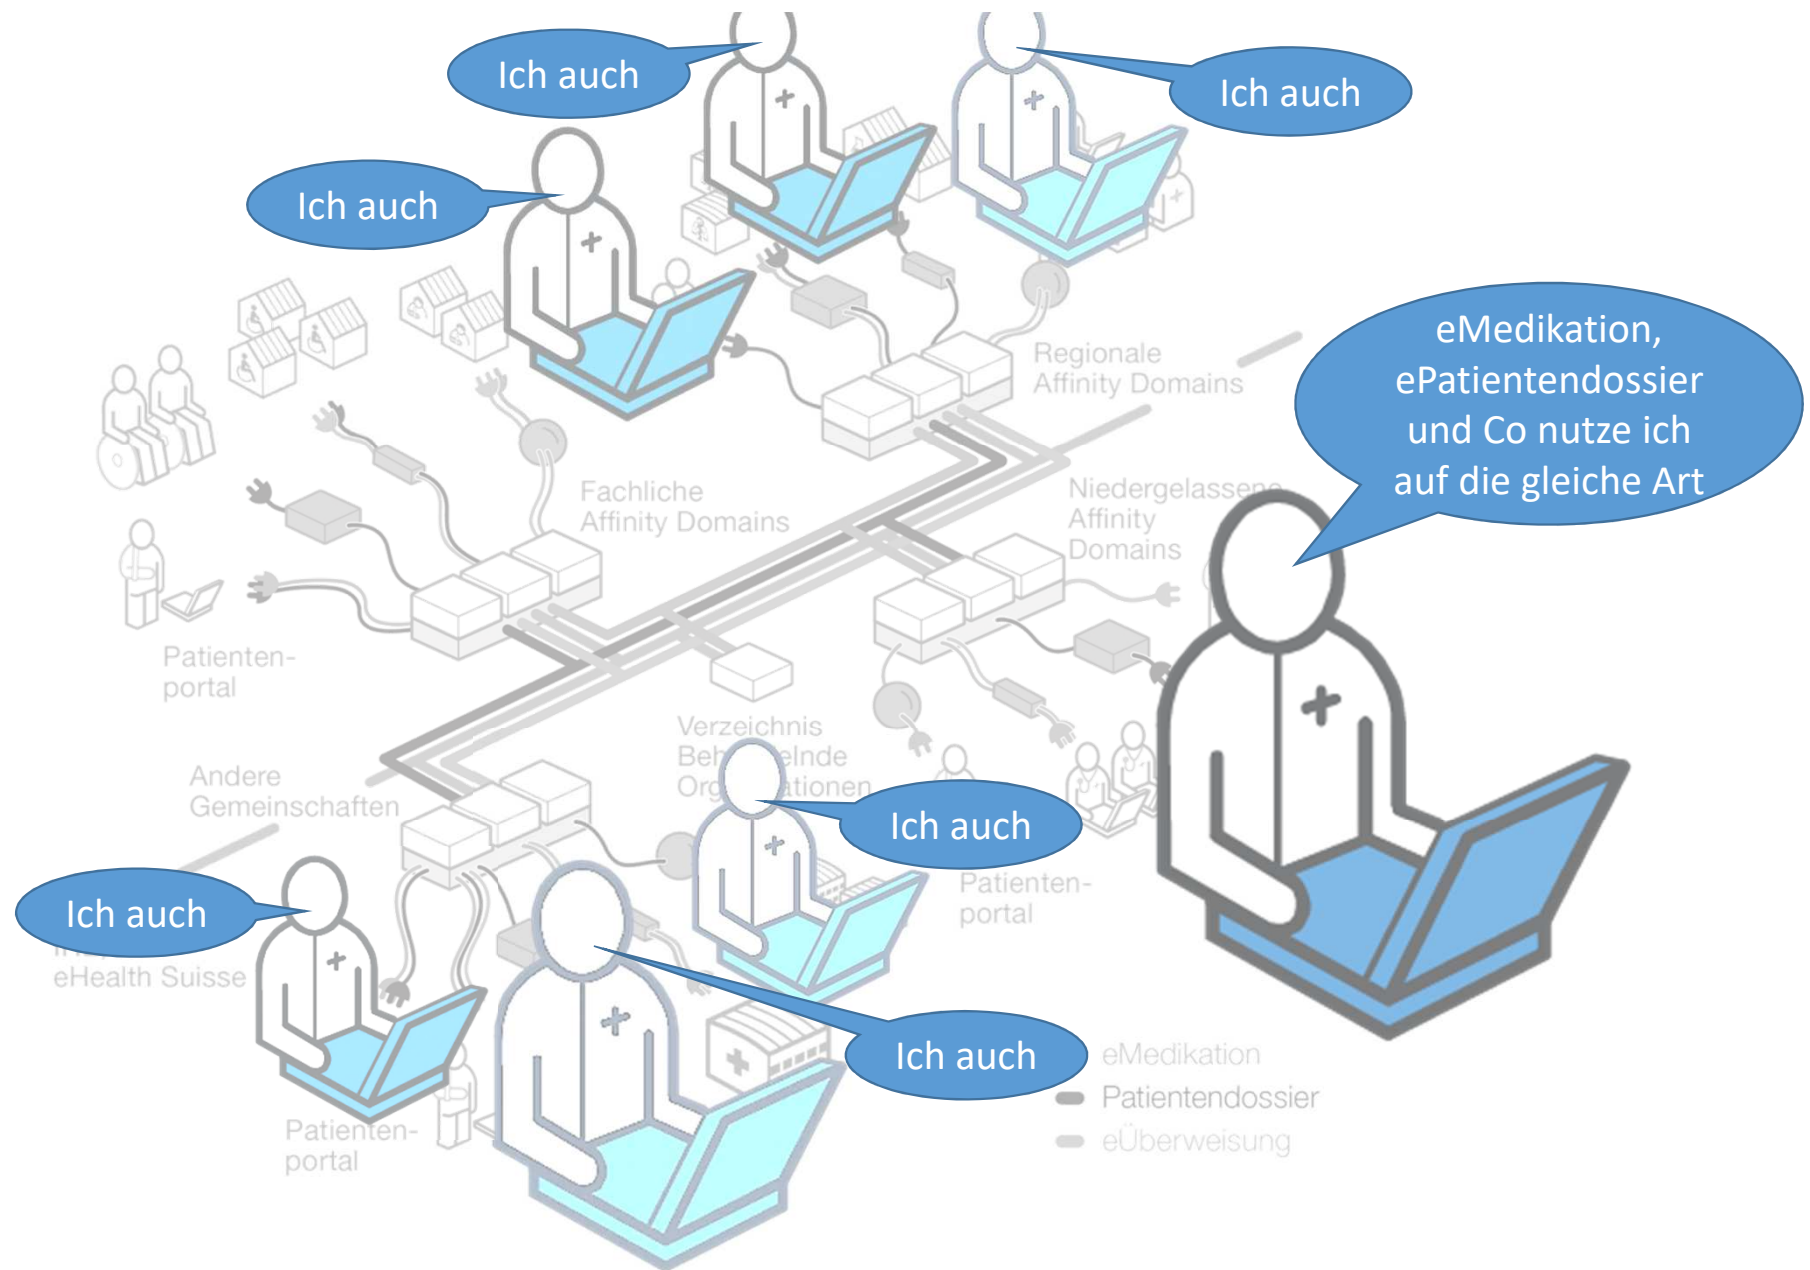 Ich auch
Ich auch
Ich auch
eMedikation,
ePatientendossier
und Co nutze ich
auf die gleiche Art
Regionale
Affinity Domains
Fachliche
Affinity Domains
Niedergelassene
Affinity
Domains
Patienten-
portal
Verzeichnis
Organisationen
Andere
Gemeinschaften
Ich auch
Patienten-
portal
Ich auch
eHealth Suisse
Ich auch
eMedikation
Patientendossier
eÜberweisung
Patienten-
portal